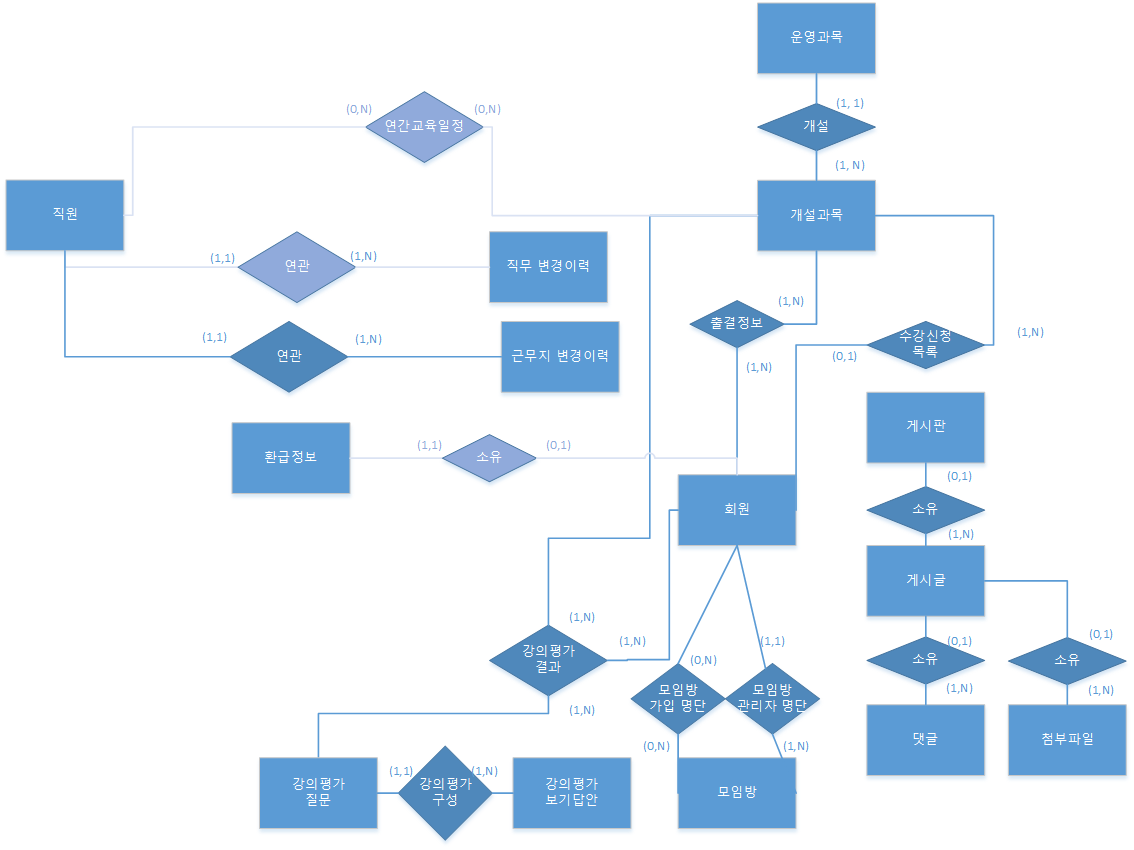 운영과목
(1, 1)
개설
(1, N)
개설과목
(0,N)
연간교육일정
(0,N)
직원
(1,1)
연관
(1,N)
직무 변경이력
(1,1)
연관
(1,N)
근무지 변경이력
(1,N)
출결정보
(1,N)
수강신청
목록
(0,1)
(1,N)
환급정보
(1,1)
소유
(0,1)
회원
게시판
(0,1)
소유
(1,N)
게시글
(0,1)
소유
(1,N)
댓글
(0,1)
소유
(1,N)
첨부파일
(1,N)
강의평가
결과
(1,N)
(1,N)
(0,N)
모임방
가입 명단
(0,N)
(1,1)
모임방
관리자 명단
(1,N)
모임방
강의평가
질문
(1,1)
강의평가
구성
(1,N)
강의평가
보기답안